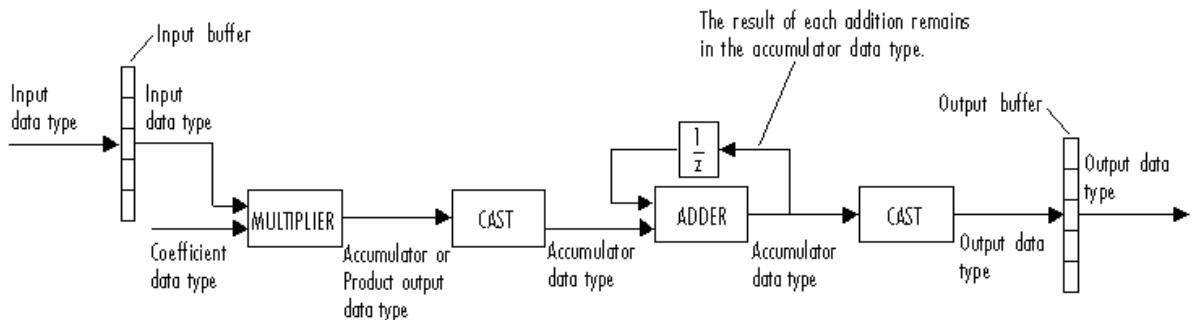 Input buffer
The result of each addition remains
in the accumulator data type.
Input
data type
Input
data type
Output buffer
1
z
Output data
type
MULTIPLIER
CAST
ADDER
CAST
Coefficient
data type
Accumulator or
Product output
data type
Accumulator
data type
Accumulator
data type
Output data
type